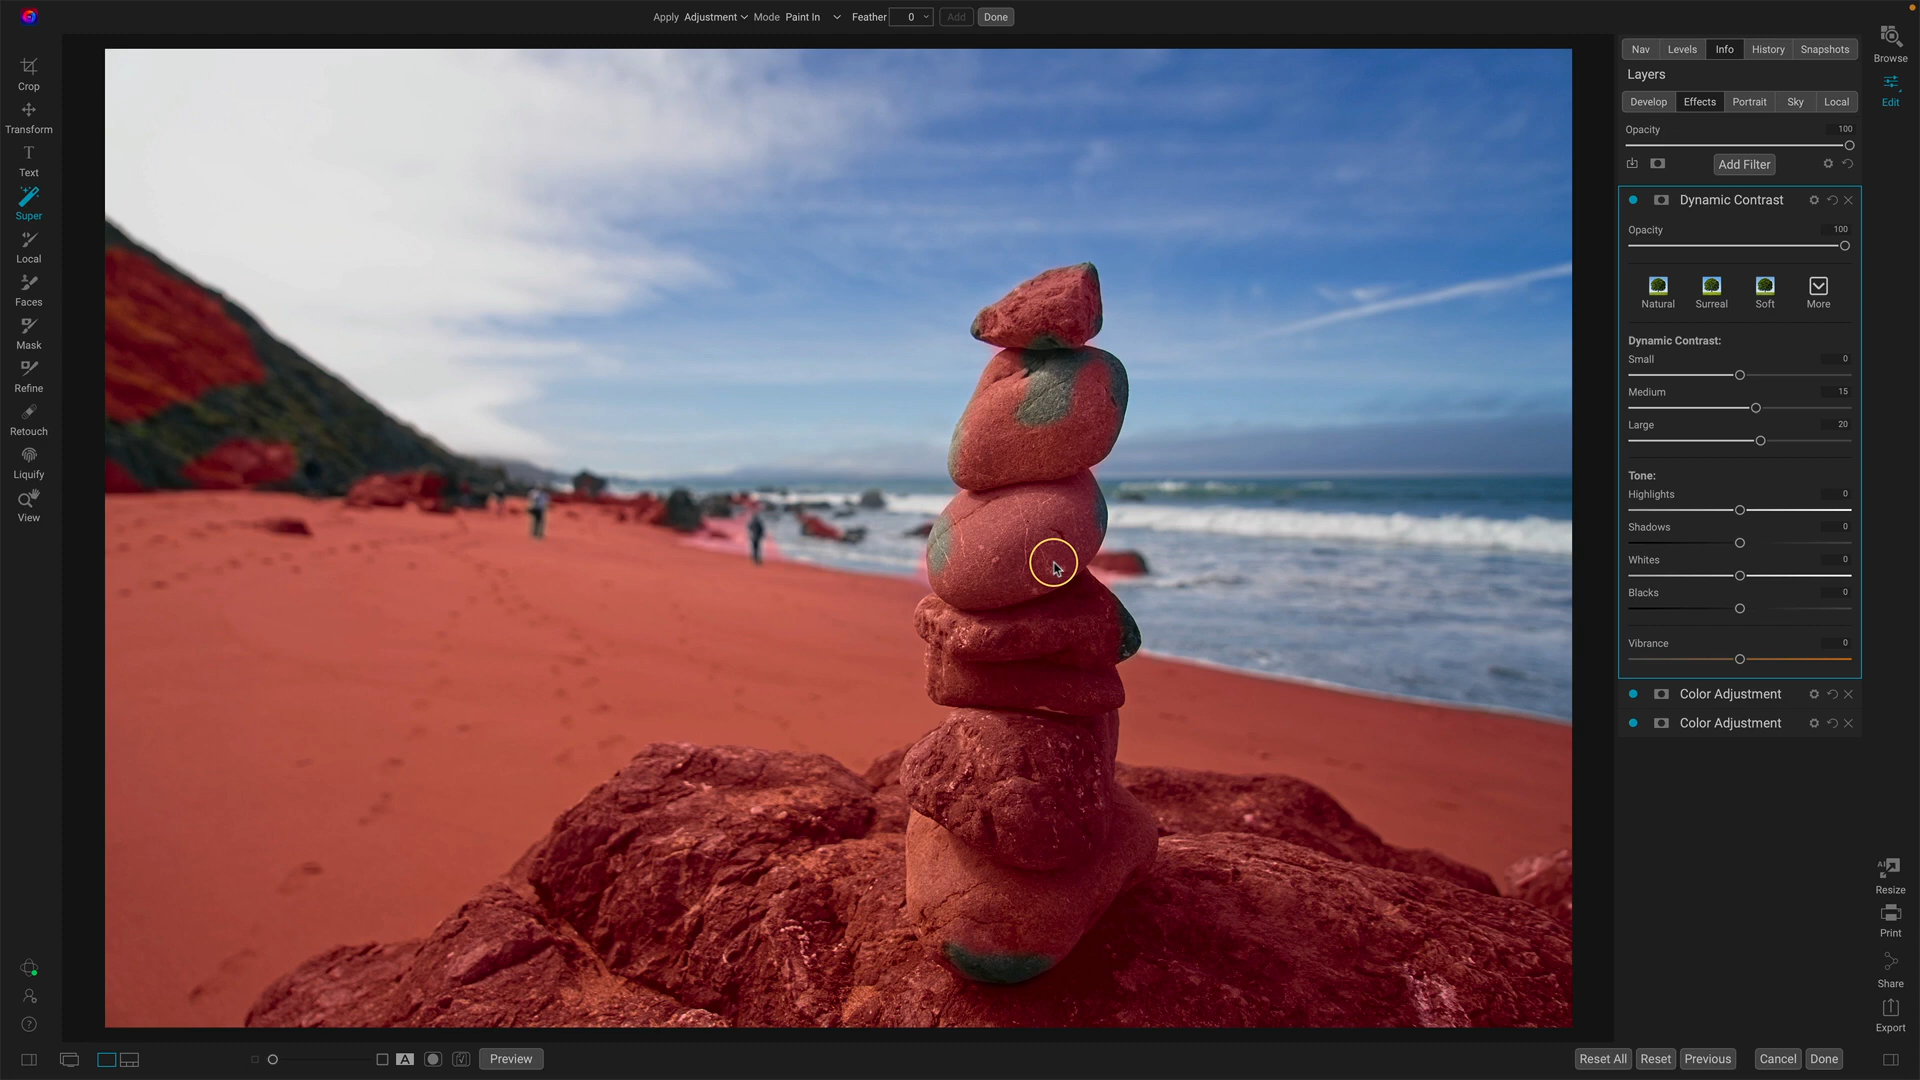 Apply Adjustment Mode Paint In Feather 0 Add Done
Crop
Transform
Text
Super
Local
Faces
Mask
Refine
Retouch
Liquify
View
Nav Levels Info History Snapshots
Layers
Develop Effects Portrait Sky Local
Opacity 100
Add Filter
Dynamic Contrast
Opacity 100
Natural Surreal Soft More
Dynamic Contrast:
Small 0
Medium 15
Large 20
Tone:
Highlights 0
Shadows 0
Whites 0
Blacks 0
Vibrance 0
Color Adjustment
Color Adjustment
Browse
Edit
AI
Resize
Print
Share
Export
A Preview
Reset All Reset Previous Cancel Done